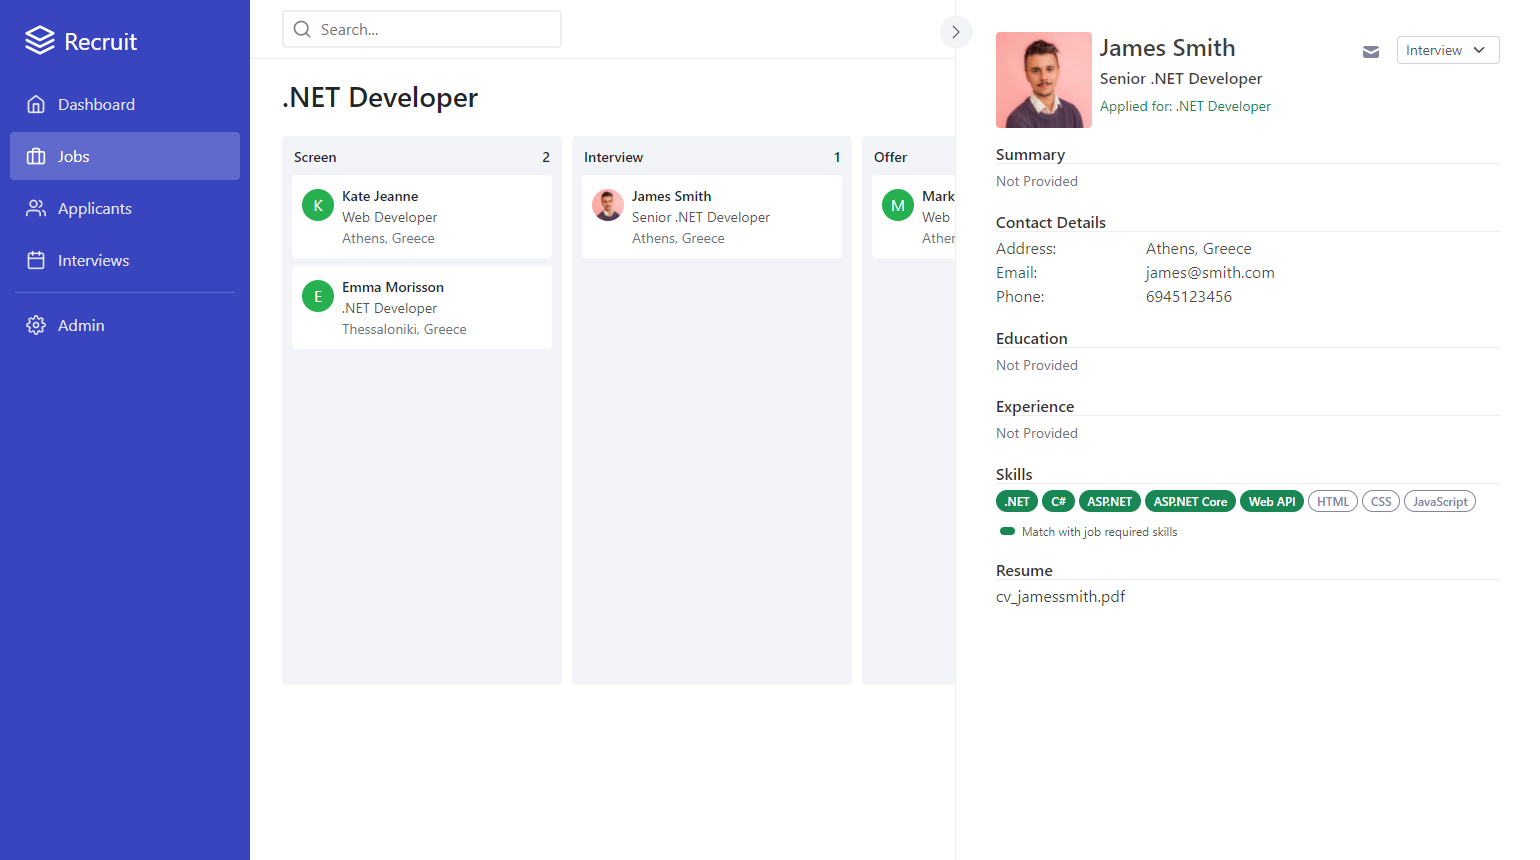 Recruit
Dashboard
Jobs
Applicants
Interviews
Admin
Search...
.NET Developer
Screen 2
K
Kate Jeanne
Web Developer
Athens, Greece
E
Emma Morisson
.NET Developer
Thessaloniki, Greece
Interview 1
James Smith
Senior .NET Developer
Athens, Greece
Offer
M
Mark
Web
Ather
James Smith
Interview
Senior .NET Developer
Applied for: .NET Developer
Summary
Not Provided
Contact Details
Address: Athens, Greece
Email: james@smith.com
Phone: 6945123456
Education
Not Provided
Experience
Not Provided
Skills
.NET C# ASP.NET ASP.NET Core Web API HTML CSS JavaScript
Match with job required skills
Resume
cv_jamessmith.pdf